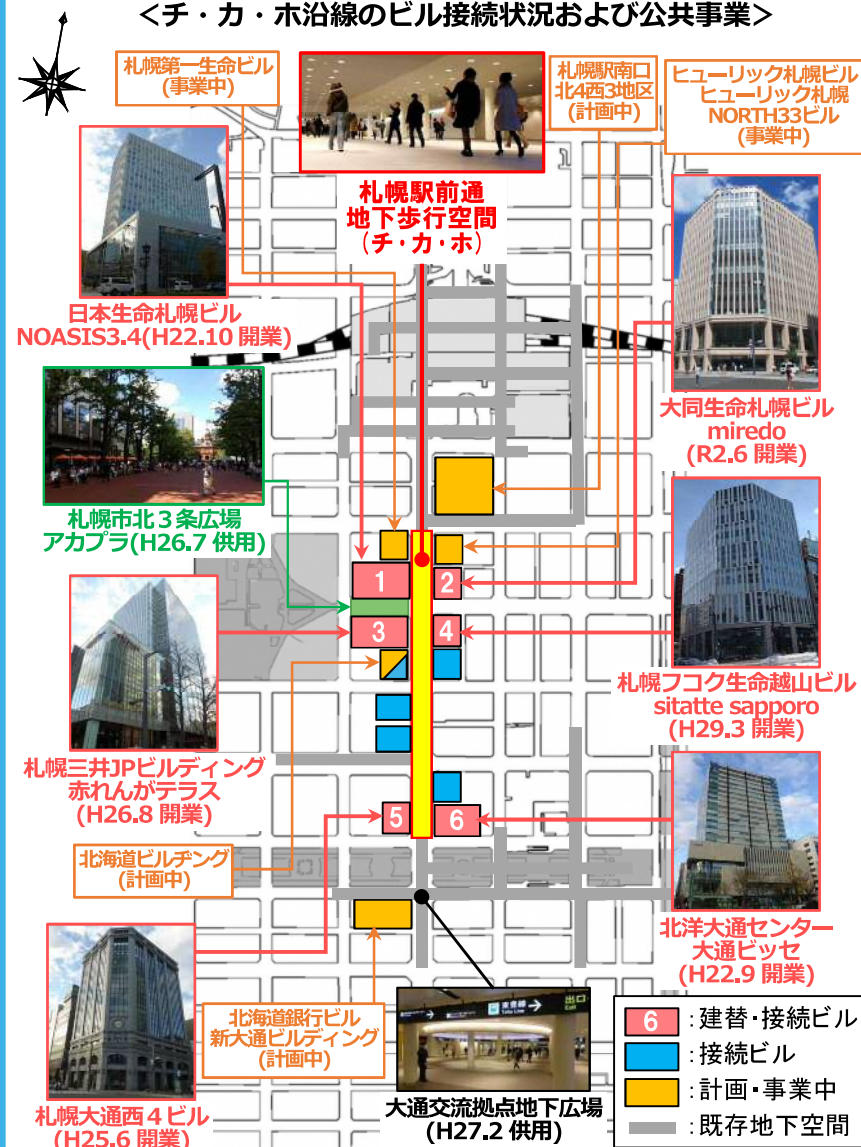 <チ・カ・ホ沿線のビル接続状況および公共事業>
札幌第一生命ビル
(事業中)
札幌駅南口
北4西3地区
(計画中)
ヒューリック札幌ビル
ヒューリック札幌
NORTH33ビル
(事業中)
札幌駅前通
地下歩行空間
(チ・カ・ホ)
日本生命札幌ビル
NOASIS3.4(H22.10 開業)
大同生命札幌ビル
miredo
(R2.6 開業)
札幌市北3条広場
アカプラ(H26.7 供用)
1
2
3
4
札幌フコク生命越山ビル
sitatte sapporo
(H29.3 開業)
札幌三井JPビルディング
赤れんがテラス
(H26.8 開業)
5
6
北海道ビルヂング
(計画中)
北洋大通センター
大通ビッセ
(H22.9 開業)
北海道銀行ビル
新大通ビルディング
(計画中)
東豊線
Toho Line
出口
Exit
大通交流拠点地下広場
(H27.2 供用)
札幌大通西4ビル
(H25.6 開業)
6 :建替・接続ビル
:接続ビル
:計画・事業中
:既存地下空間